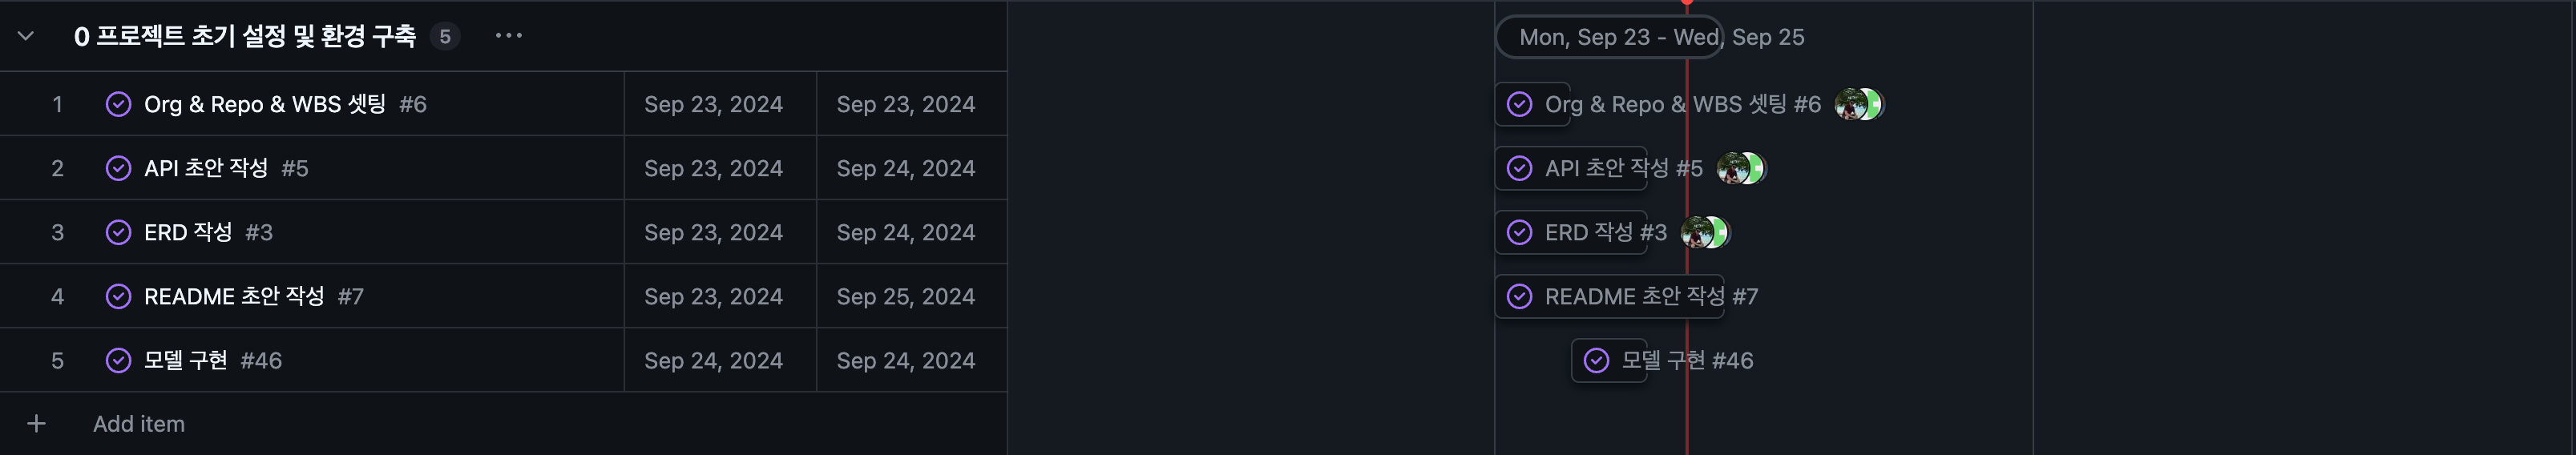 0 프로젝트 초기 설정 및 환경 구축 5 ... Mon, Sep 23 - Wed, Sep 25
1 Org & Repo & WBS 셋팅 #6 Sep 23, 2024 Sep 23, 2024 Org & Repo & WBS 셋팅 #6
2 API 초안 작성 #5 Sep 23, 2024 Sep 24, 2024 API 초안 작성 #5
3 ERD 작성 #3 Sep 23, 2024 Sep 24, 2024 ERD 작성 #3
4 README 초안 작성 #7 Sep 23, 2024 Sep 25, 2024 README 초안 작성 #7
5 모델 구현 #46 Sep 24, 2024 Sep 24, 2024 모델 구현 #46
+ Add item